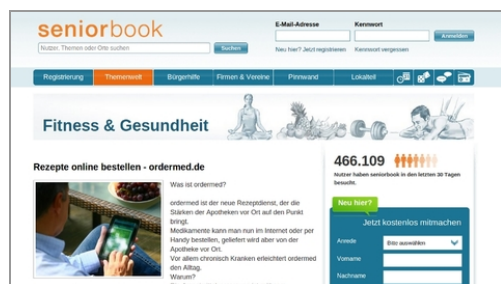 seniorbook
E-Mail-Adresse
Kennwort
Anmelden
Nutzer, Themen oder Orte suchen
Suchen
Neu hier? Jetzt registrieren
Kennwort vergessen
Registrierung
Themenwelt
Bürgerhilfe
Firmen & Vereine
Pinnwand
Lokalteil
Fitness & Gesundheit
Rezepte online bestellen - ordermed.de
Was ist ordermed?
ordermed ist der neue Rezeptdienst, der die
Stärken der Apotheken vor Ort auf den Punkt
bringt.
Medikamente kann man nun im Internet oder per
Handy bestellen, geliefert wird aber von der
Apotheke vor Ort.
Vor allem chronisch Kranken erleichtert ordermed
den Alltag.
Warum?
466.109
Nutzer haben seniorbook in den letzten 30 Tagen
besucht.
Neu hier?
Jetzt kostenlos mitmachen
Anrede
Bitte auswählen
Vorname
Nachname